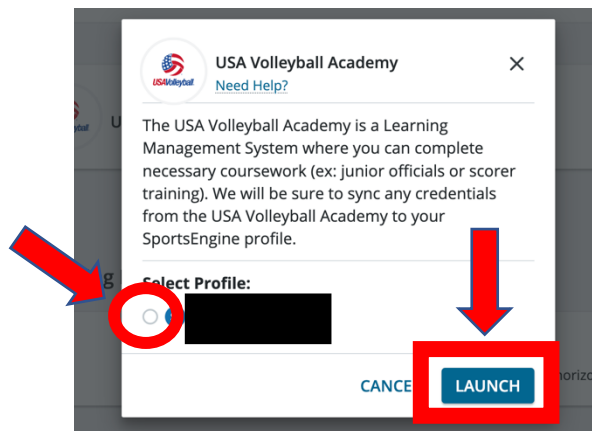 USA Volleyball Academy
USAVolleyball
Need Help?
U
The USA Volleyball Academy is a Learning
Management System where you can complete
necessary coursework (ex: junior officials or scorer
training). We will be sure to sync any credentials
from the USA Volleyball Academy to your
SportsEngine profile.
g
Select Profile:
CANCE
LAUNCH
horizo